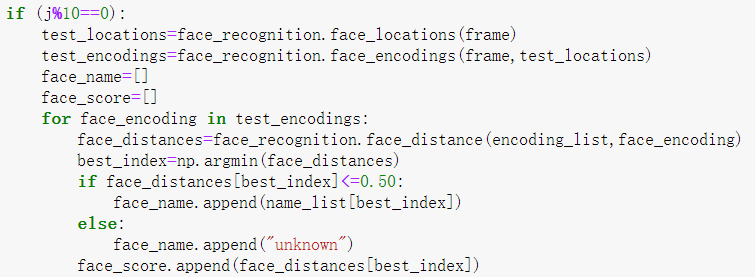 if (j%10==0):
    test_locations=face_recognition.face_locations(frame)
    test_encodings=face_recognition.face_encodings(frame,test_locations)
    face_name=[]
    face_score=[]
    for face_encoding in test_encodings:
        face_distances=face_recognition.face_distance(encoding_list,face_encoding)
        best_index=np.argmin(face_distances)
        if face_distances[best_index]<=0.50:
            face_name.append(name_list[best_index])
        else:
            face_name.append("unknown")
        face_score.append(face_distances[best_index])